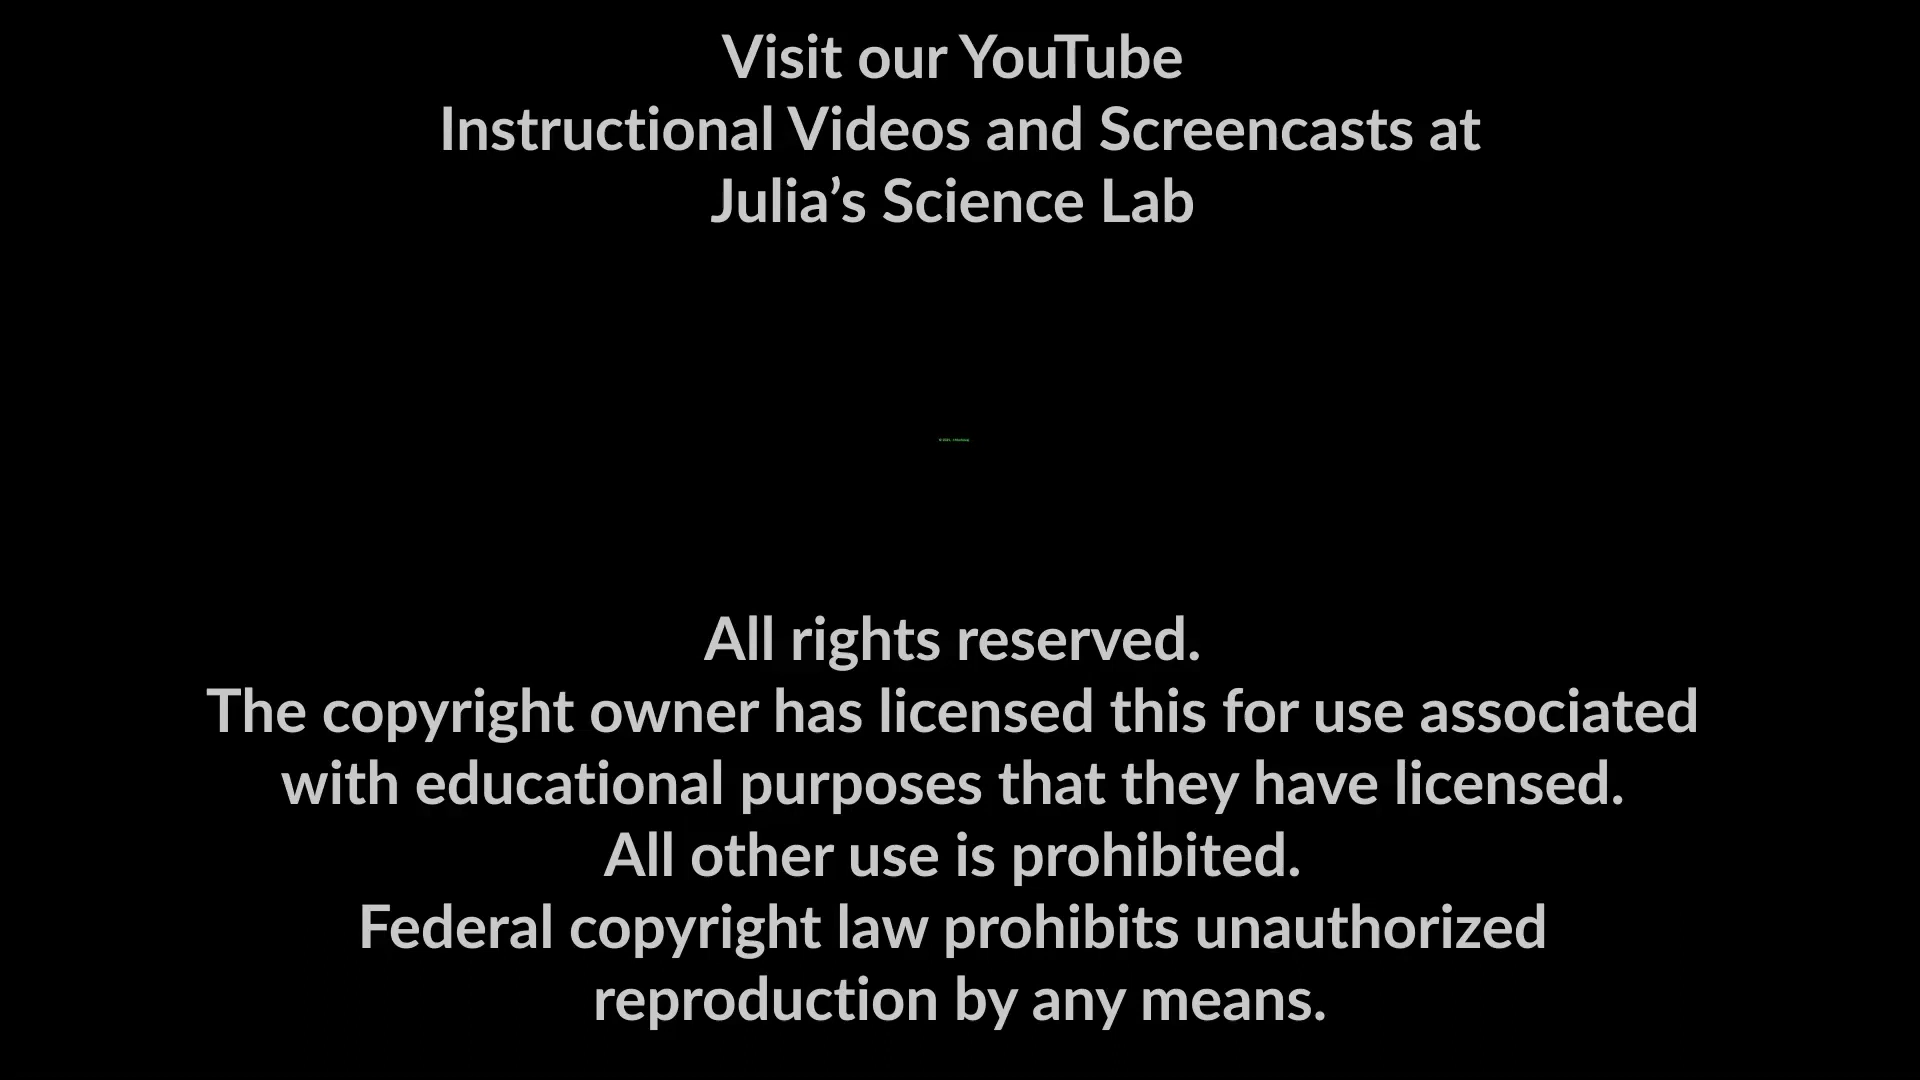 Visit our YouTube
Instructional Videos and Screencasts at
Julia’s Science Lab
All rights reserved.
The copyright owner has licensed this for use associated
with educational purposes that they have licensed.
All other use is prohibited.
Federal copyright law prohibits unauthorized
reproduction by any means.